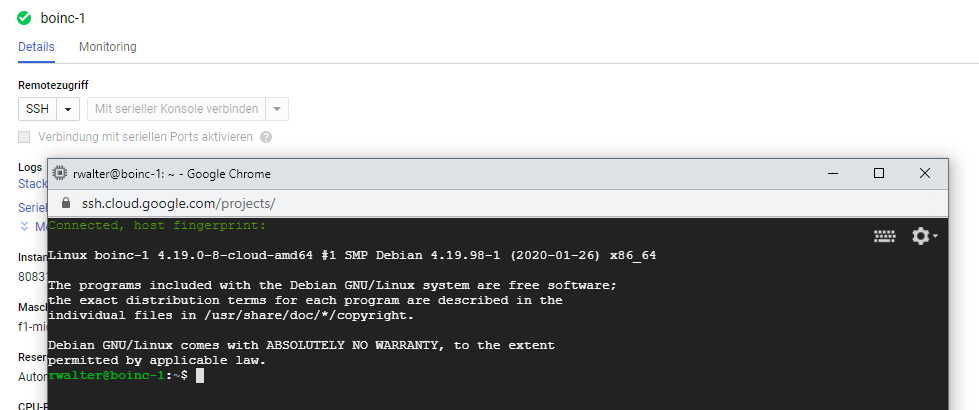 boinc-1
Details Monitoring
Remotezugriff
SSH Mit serieller Konsole verbinden
Verbindung mit seriellen Ports aktivieren ?
Logs
Stack
Seriel
M
Instan
80831
Masc
f1-mi
Reser
Autor
CPU-P
rwalter@boinc-1: ~ - Google Chrome
ssh.cloud.google.com/projects/
Connected, host fingerprint:
Linux boinc-1 4.19.0-8-cloud-amd64 #1 SMP Debian 4.19.98-1 (2020-01-26) x86_64
The programs included with the Debian GNU/Linux system are free software;
the exact distribution terms for each program are described in the
individual files in /usr/share/doc/*/copyright.
Debian GNU/Linux comes with ABSOLUTELY NO WARRANTY, to the extent
permitted by applicable law.
rwalter@boinc-1:~$